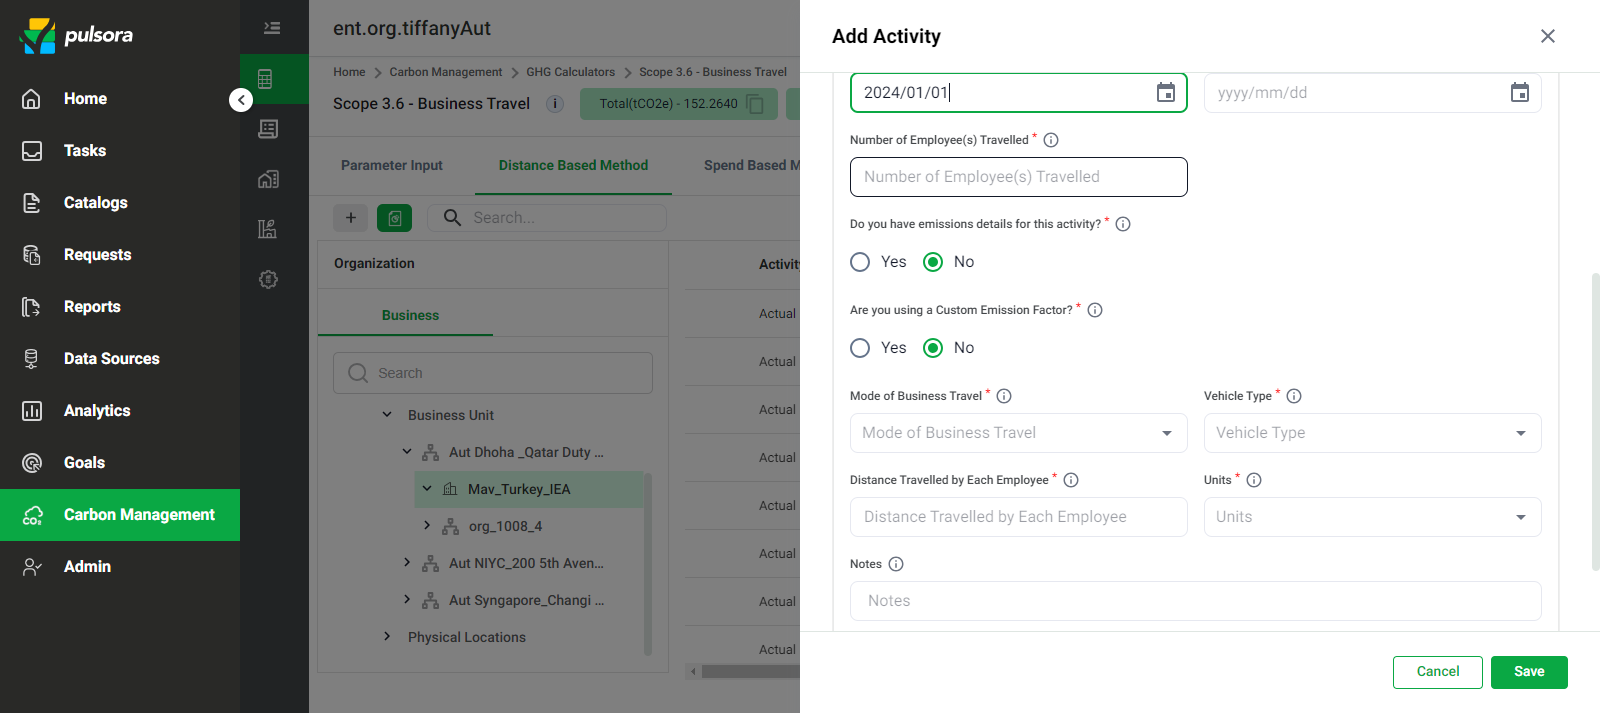 pulsora
Home
Tasks
Catalogs
Requests
Reports
Data Sources
Analytics
Goals
CO₂
Carbon Management
Admin
ent.org.tiffanyAut
Home > Carbon Management > GHG Calculators > Scope 3.6 - Business Travel
Scope 3.6 - Business Travel i Total(tCO2e) - 152.2640
Parameter Input Distance Based Method Spend Based M
+ Search...
Organization
Business
Search
Business Unit
Aut Dhoha _Qatar Duty ...
Mav_Turkey_IEA
org_1008_4
Aut NIYC_200 5th Aven...
Aut Syngapore_Changi ...
Physical Locations
Activity
Actual
Actual
Actual
Actual
Actual
Actual
Actual
Actual
Add Activity
2024/01/01 yyyy/mm/dd
Number of Employee(s) Travelled *
Number of Employee(s) Travelled
Do you have emissions details for this activity? *
Yes No
Are you using a Custom Emission Factor? *
Yes No
Mode of Business Travel * Vehicle Type *
Mode of Business Travel Vehicle Type
Distance Travelled by Each Employee * Units *
Distance Travelled by Each Employee Units
Notes
Notes
Cancel Save